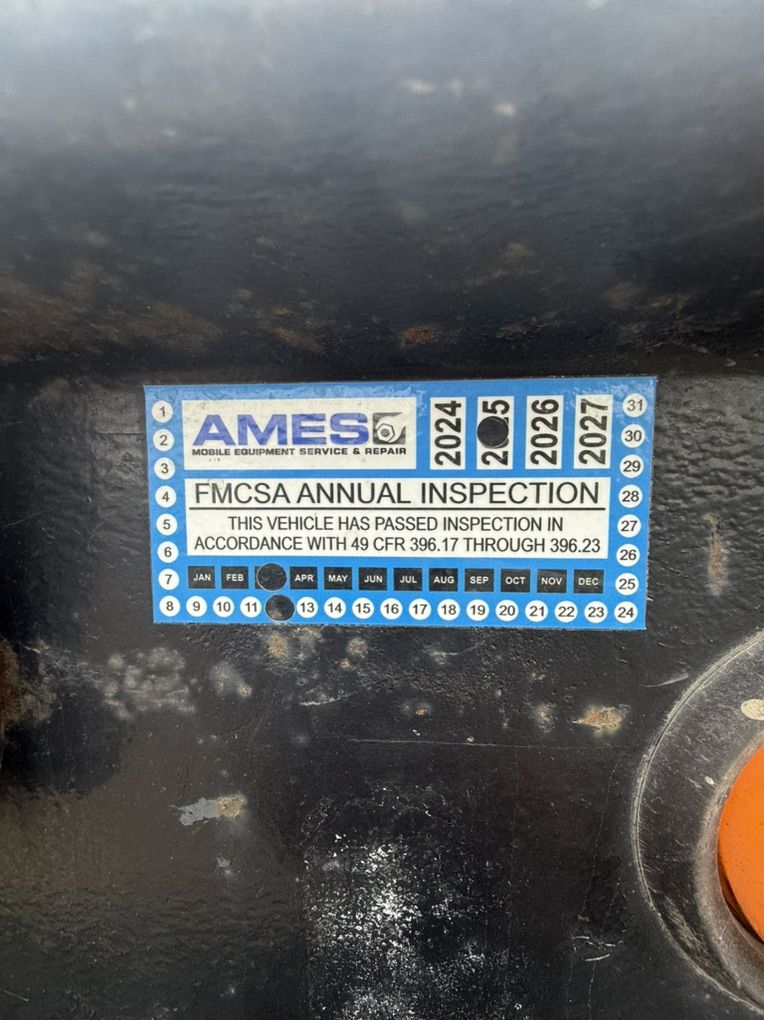 AMES
MOBILE EQUIPMENT SERVICE & REPAIR
2024
2026
2027
FMCSA ANNUAL INSPECTION
THIS VEHICLE HAS PASSED INSPECTION IN
ACCORDANCE WITH 49 CFR 396.17 THROUGH 396.23
JAN FEB APR MAY JUN JUL AUG SEP OCT NOV DEC
1
2
3
4
5
6
7
8 9 10 11 13 14 15 16 17 18 19 20 21 22 23 24
25
26
27
28
29
30
31